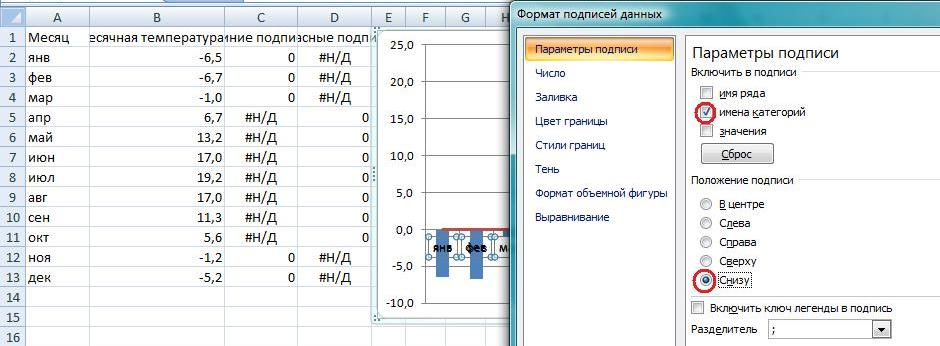 A B C D E F G H
1 Месяц есячная температура ние подпи асные подпи
2 янв -6,5 0 #Н/Д
3 фев -6,7 0 #Н/Д
4 мар -1,0 0 #Н/Д
5 апр 6,7 #Н/Д 0
6 май 13,2 #Н/Д 0
7 июн 17,0 #Н/Д 0
8 июл 19,2 #Н/Д 0
9 авг 17,0 #Н/Д 0
10 сен 11,3 #Н/Д 0
11 окт 5,6 #Н/Д 0
12 ноя -1,2 0 #Н/Д
13 дек -5,2 0 #Н/Д
14
15
16
25,0
20,0
15,0
10,0
5,0
0,0
янв фев м
-5,0
-10,0
Формат подписей данных
Параметры подписи
Число
Заливка
Цвет границы
Стили границ
Тень
Формат объемной фигуры
Выравнивание
Параметры подписи
Включить в подписи
имя ряда
имена категорий
значения
Сброс
Положение подписи
В центре
Слева
Справа
Сверху
Снизу
Включить ключ легенды в подпись
Разделитель ;